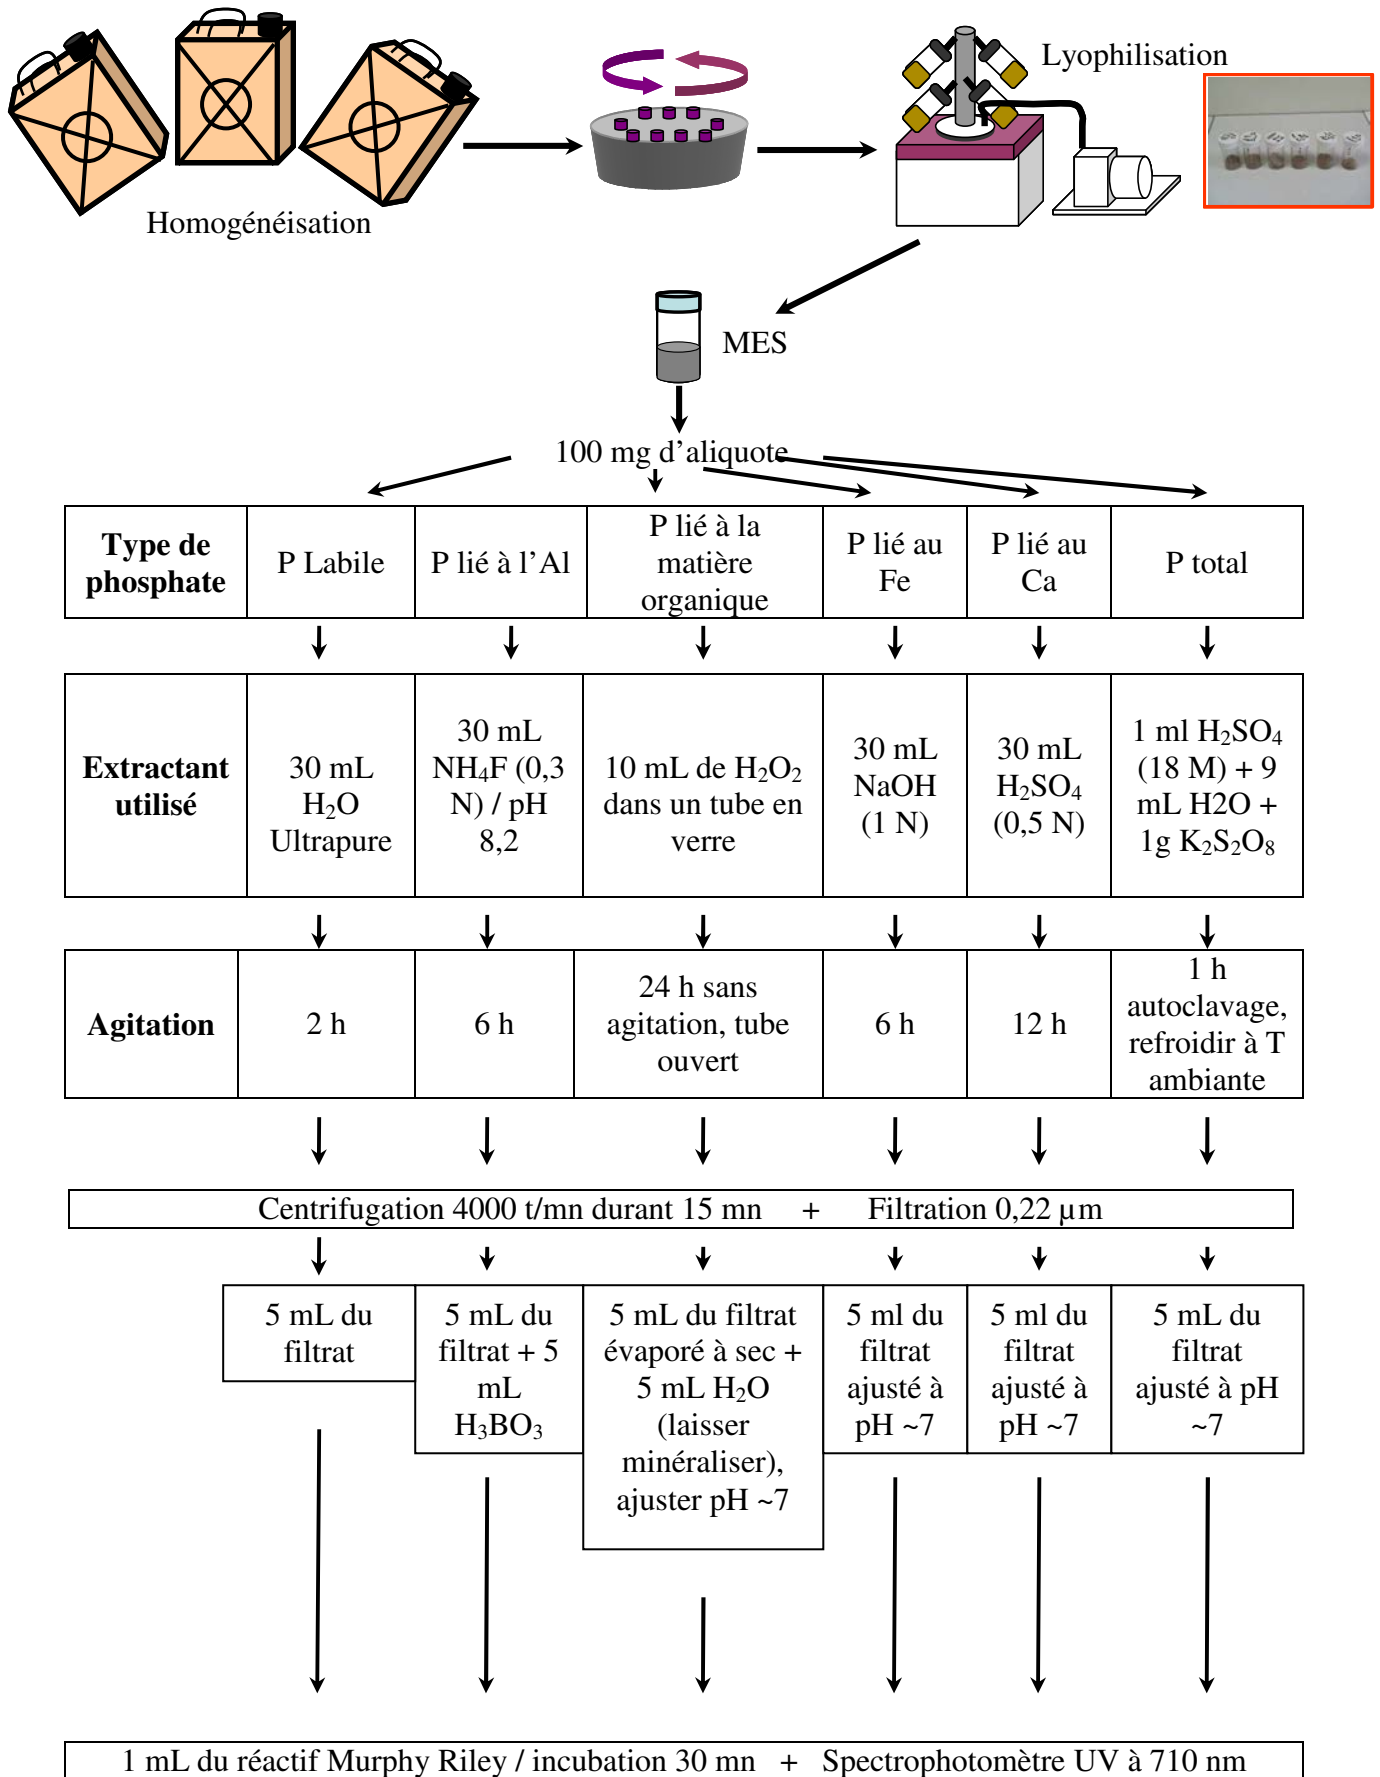 Lyophilisation
Homogénéisation
MES
100 mg d’aliquote
Type de
phosphate
P Labile
P lié à l’Al
P lié à la
matière
organique
P lié au
Fe
P lié au
Ca
P total
Extractant
utilisé
30 mL
H₂O
Ultrapure
30 mL
NH₄F (0,3
N) / pH
8,2
10 mL de H₂O₂
dans un tube en
verre
30 mL
NaOH
(1 N)
30 mL
H₂SO₄
(0,5 N)
1 ml H₂SO₄
(18 M) + 9
mL H2O +
1g K₂S₂O₈
Agitation
2 h
6 h
24 h sans
agitation, tube
ouvert
6 h
12 h
1 h
autoclavage,
refroidir à T
ambiante
Centrifugation 4000 t/mn durant 15 mn + Filtration 0,22 µm
5 mL du
filtrat
5 mL du
filtrat + 5
mL
H₃BO₃
5 mL du filtrat
évaporé à sec +
5 mL H₂O
(laisser
minéraliser),
ajuster pH ~7
5 ml du
filtrat
ajusté à
pH ~7
5 ml du
filtrat
ajusté à
pH ~7
5 mL du
filtrat
ajusté à pH
~7
1 mL du réactif Murphy Riley / incubation 30 mn + Spectrophotomètre UV à 710 nm